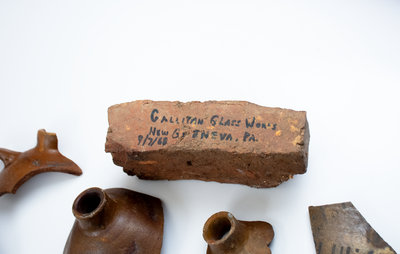 GALLITAN GLASS WORKS
NEW GENEVA, PA.
9/7/68